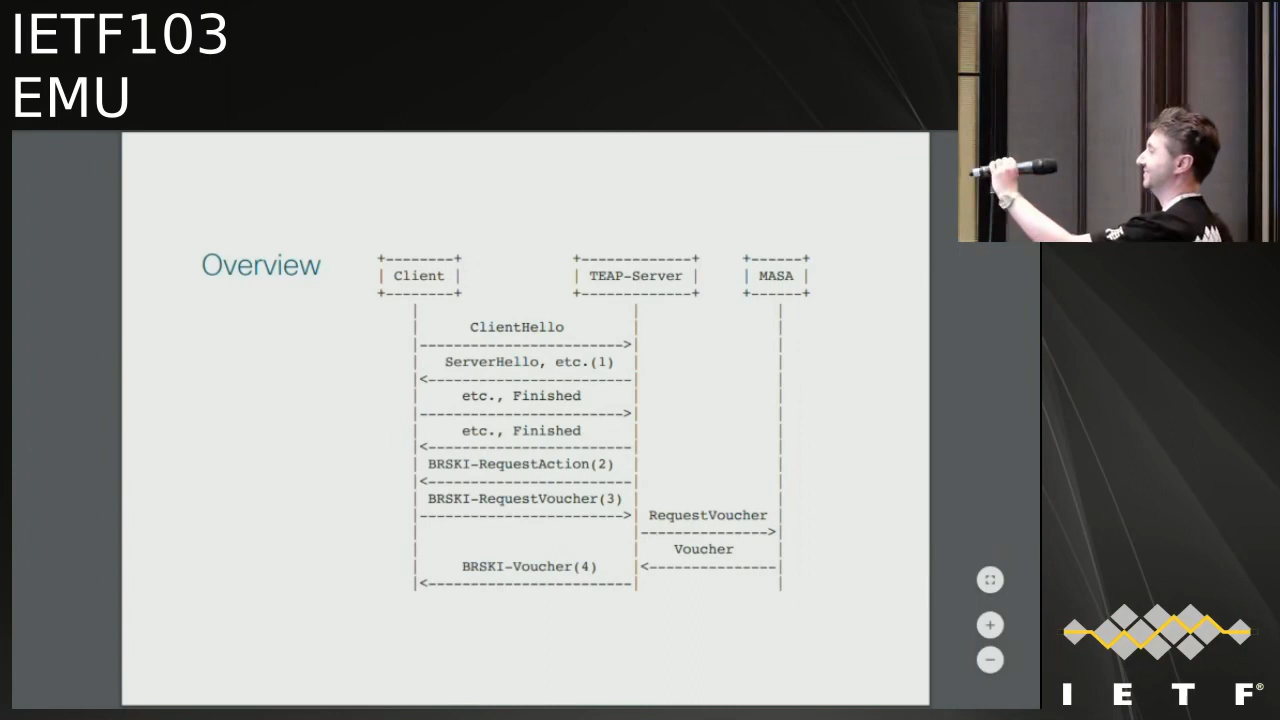 IETF103
EMU
Overview
Client
TEAP-Server
MASA
ClientHello
ServerHello, etc.(1)
etc., Finished
etc., Finished
BRSKI-RequestAction(2)
BRSKI-RequestVoucher(3)
RequestVoucher
Voucher
BRSKI-Voucher(4)
I E T F®